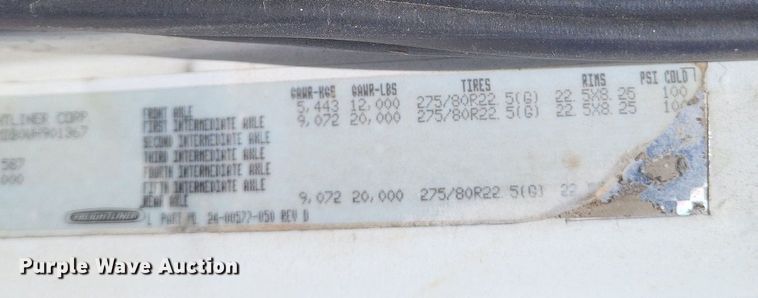 GAWR-KGS GAWR-LBS TIRES RIMS PSI COLD
FRONT AXLE 5,443 12,000 275/80R22.5(G) 22.5X8.25 100
FIRST INTERMEDIATE AXLE 9,072 20,000 275/80R22.5(G) 22.5X8.25
SECOND INTERMEDIATE AXLE
THIRD INTERMEDIATE AXLE
FOURTH INTERMEDIATE AXLE
FIFTH INTERMEDIATE AXLE
REAR AXLE 9,072 20,000 275/80R22.5(G) 22
TLINER CORP
587
000
FREIGHTLINER
PART 24-00577-050 REV D
Purple Wave Auction